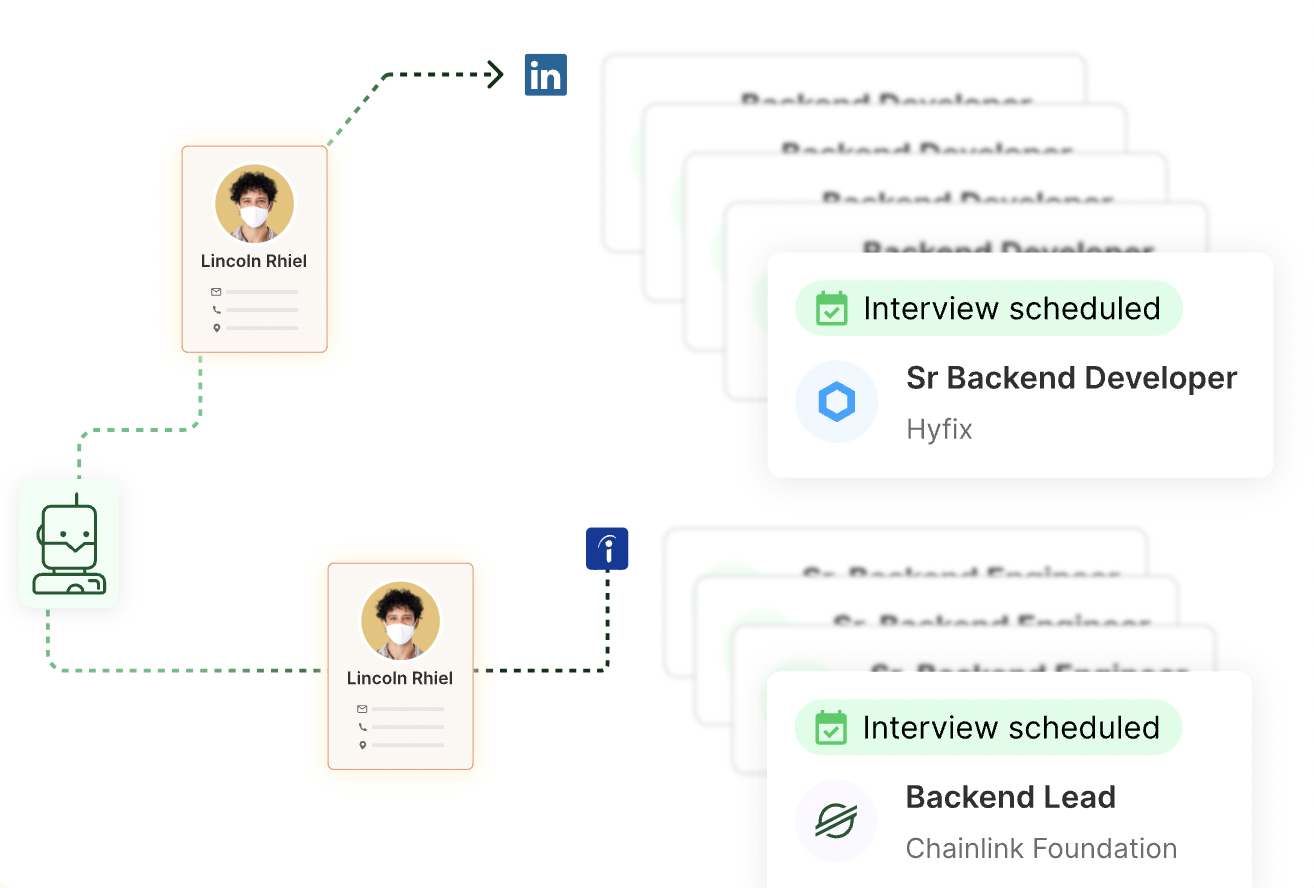 in
Backend Developer
Backend Developer
Backend Developer
Backend Developer
Lincoln Rhiel
Interview scheduled
Sr Backend Developer
Hyfix
i
Sr. Backend Engineer
Sr. Backend Engineer
Sr. Backend Engineer
Lincoln Rhiel
Interview scheduled
Backend Lead
Chainlink Foundation